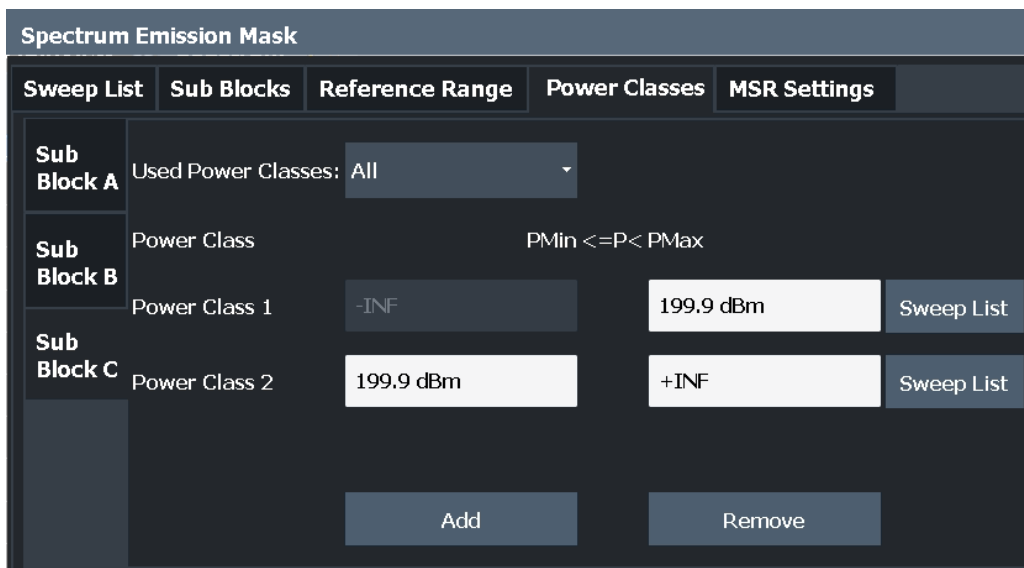 Spectrum Emission Mask
Sweep List Sub Blocks Reference Range Power Classes MSR Settings
Sub
Block A
Used Power Classes: All
Sub
Block B
Power Class PMin <=P< PMax
Power Class 1 -INF 199.9 dBm Sweep List
Sub
Block C
Power Class 2 199.9 dBm +INF Sweep List
Add Remove